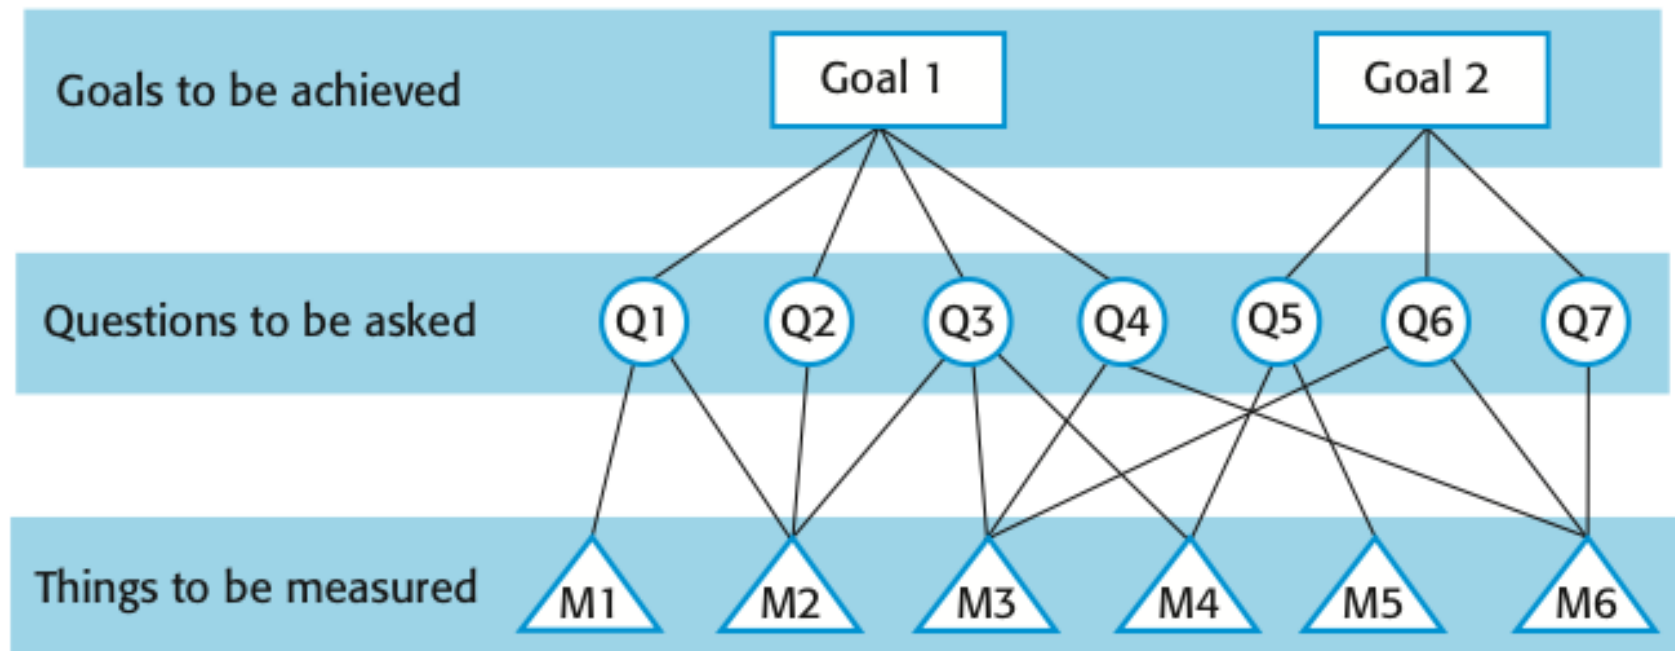 Goals to be achieved
Goal 1
Goal 2
Questions to be asked
Q1
Q2
Q3
Q4
Q5
Q6
Q7
Things to be measured
M1
M2
M3
M4
M5
M6